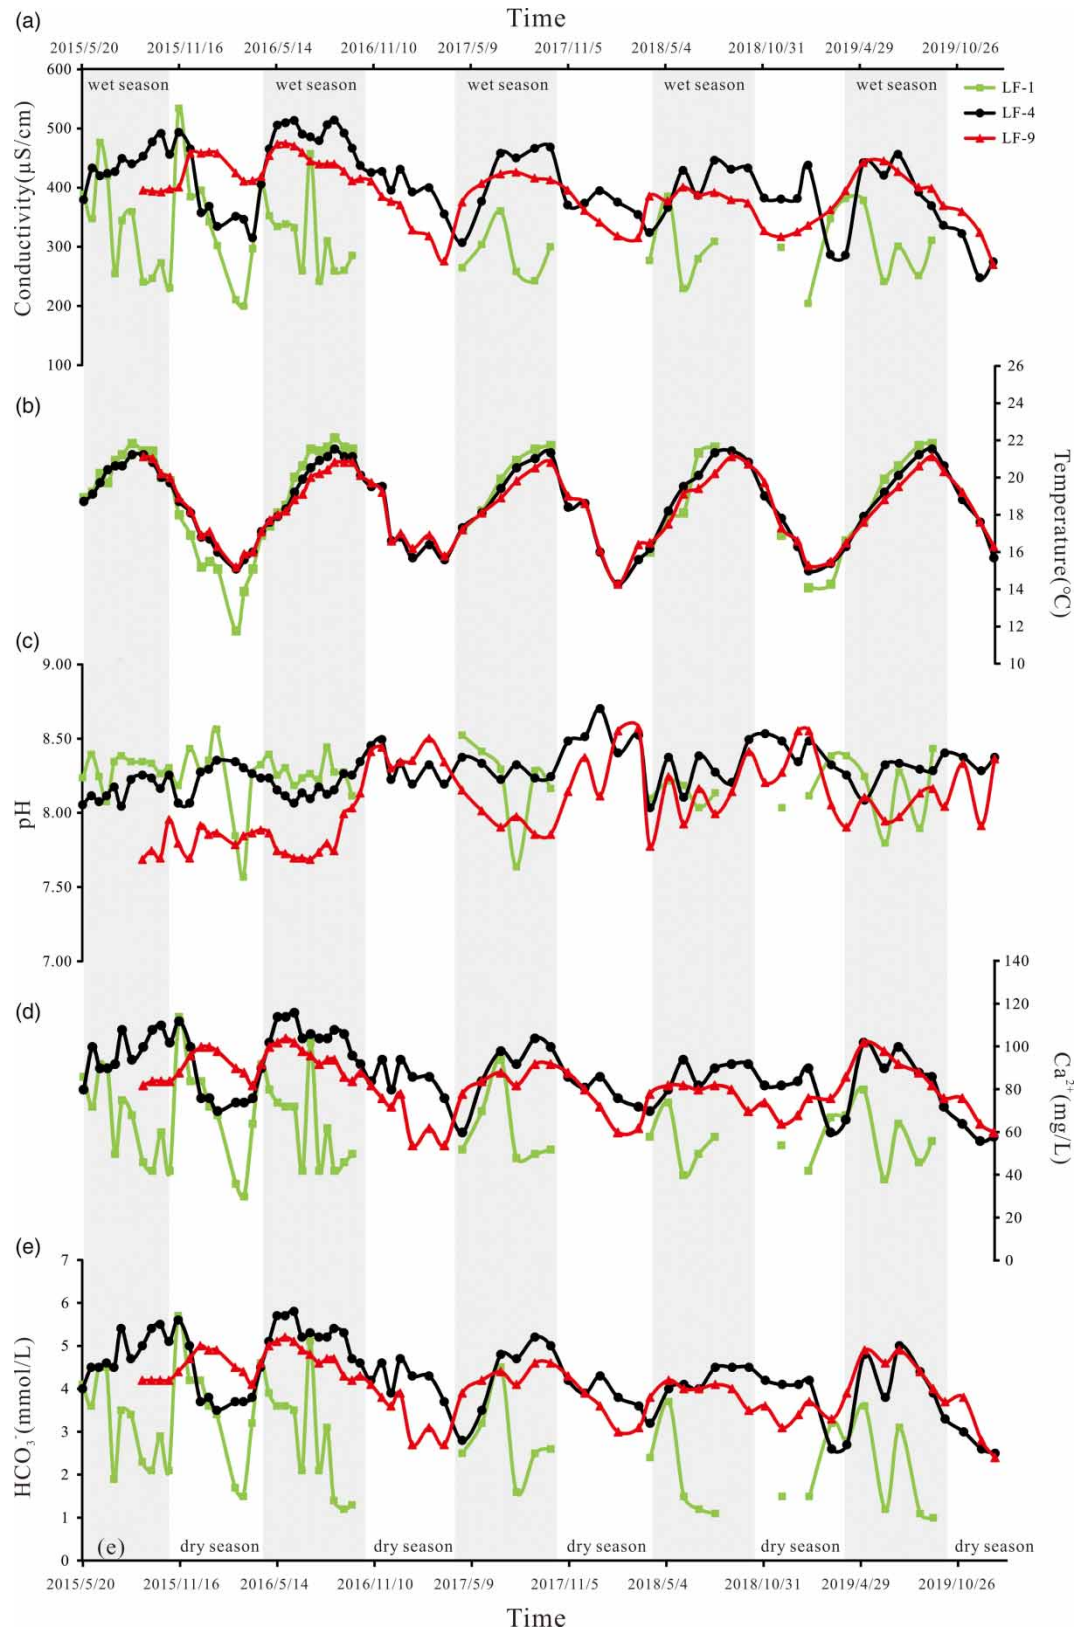 (a)
Time
2015/5/20 2015/11/16 2016/5/14 2016/11/10 2017/5/9 2017/11/5 2018/5/4 2018/10/31 2019/4/29 2019/10/26
600
500
400
300
200
100
Conductivity(μS/cm)
wet season wet season wet season wet season wet season
LF-1
LF-4
LF-9
(b)
26
24
22
20
18
16
14
12
10
Temperature(°C)
(c)
9.00
8.50
8.00
7.50
7.00
pH
(d)
140
120
100
80
60
40
20
0
Ca²⁺(mg/L)
(e)
7
6
5
4
3
2
1
0
HCO₃⁻(mmol/L)
(e)
dry season dry season dry season dry season dry season
2015/5/20 2015/11/16 2016/5/14 2016/11/10 2017/5/9 2017/11/5 2018/5/4 2018/10/31 2019/4/29 2019/10/26
Time